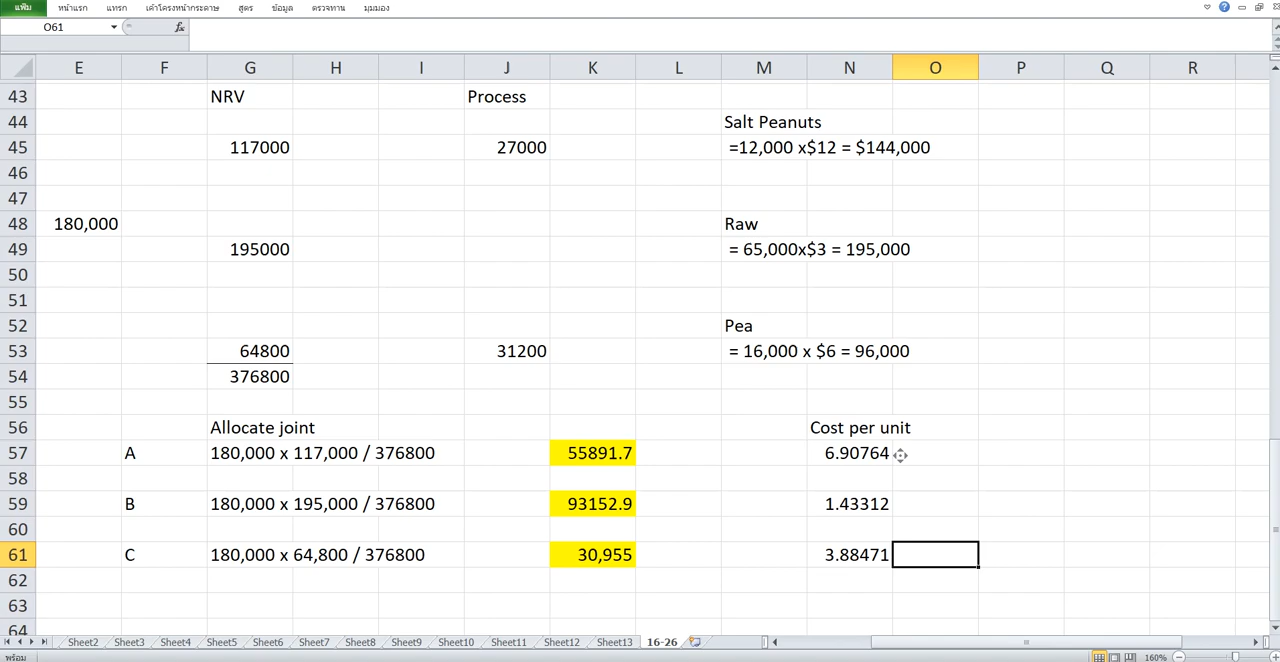 แฟ้ม หน้าแรก แทรก เค้าโครงหน้ากระดาษ สูตร ข้อมูล ตรวจทาน มุมมอง
O61 fx
E F G H I J K L M N O P Q R
43 NRV Process
44 Salt Peanuts
45 117000 27000 =12,000 x$12 = $144,000
46
47
48 180,000 Raw
49 195000 = 65,000x$3 = 195,000
50
51
52 Pea
53 64800 31200 = 16,000 x $6 = 96,000
54 376800
55
56 Allocate joint Cost per unit
57 A 180,000 x 117,000 / 376800 55891.7 6.90764
58
59 B 180,000 x 195,000 / 376800 93152.9 1.43312
60
61 C 180,000 x 64,800 / 376800 30,955 3.88471
62
63
64
Sheet2 Sheet3 Sheet4 Sheet5 Sheet6 Sheet7 Sheet8 Sheet9 Sheet10 Sheet11 Sheet12 Sheet13 16-26
พร้อม 160%